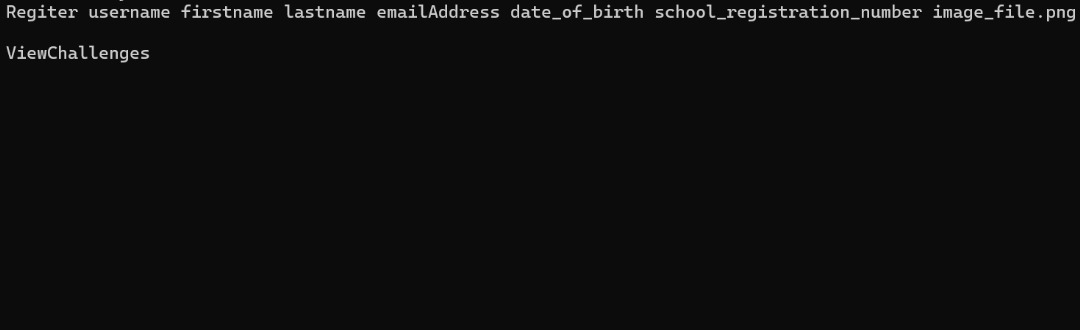 Regiter username firstname lastname emailAddress date_of_birth school_registration_number image_file.png
ViewChallenges